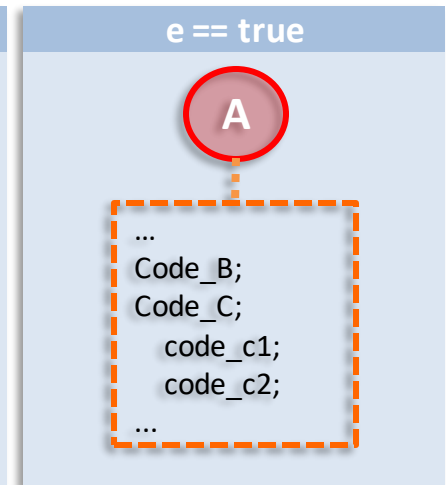 e == true
A
...
Code_B;
Code_C;
code_c1;
code_c2;
...